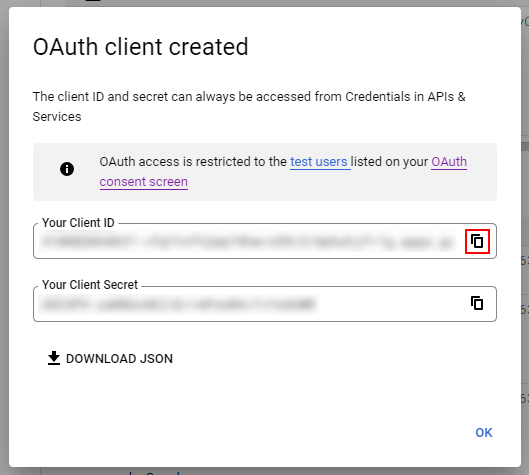 OAuth client created
The client ID and secret can always be accessed from Credentials in APIs &
Services
OAuth access is restricted to the test users listed on your OAuth
consent screen
Your Client ID
Your Client Secret
DOWNLOAD JSON
OK